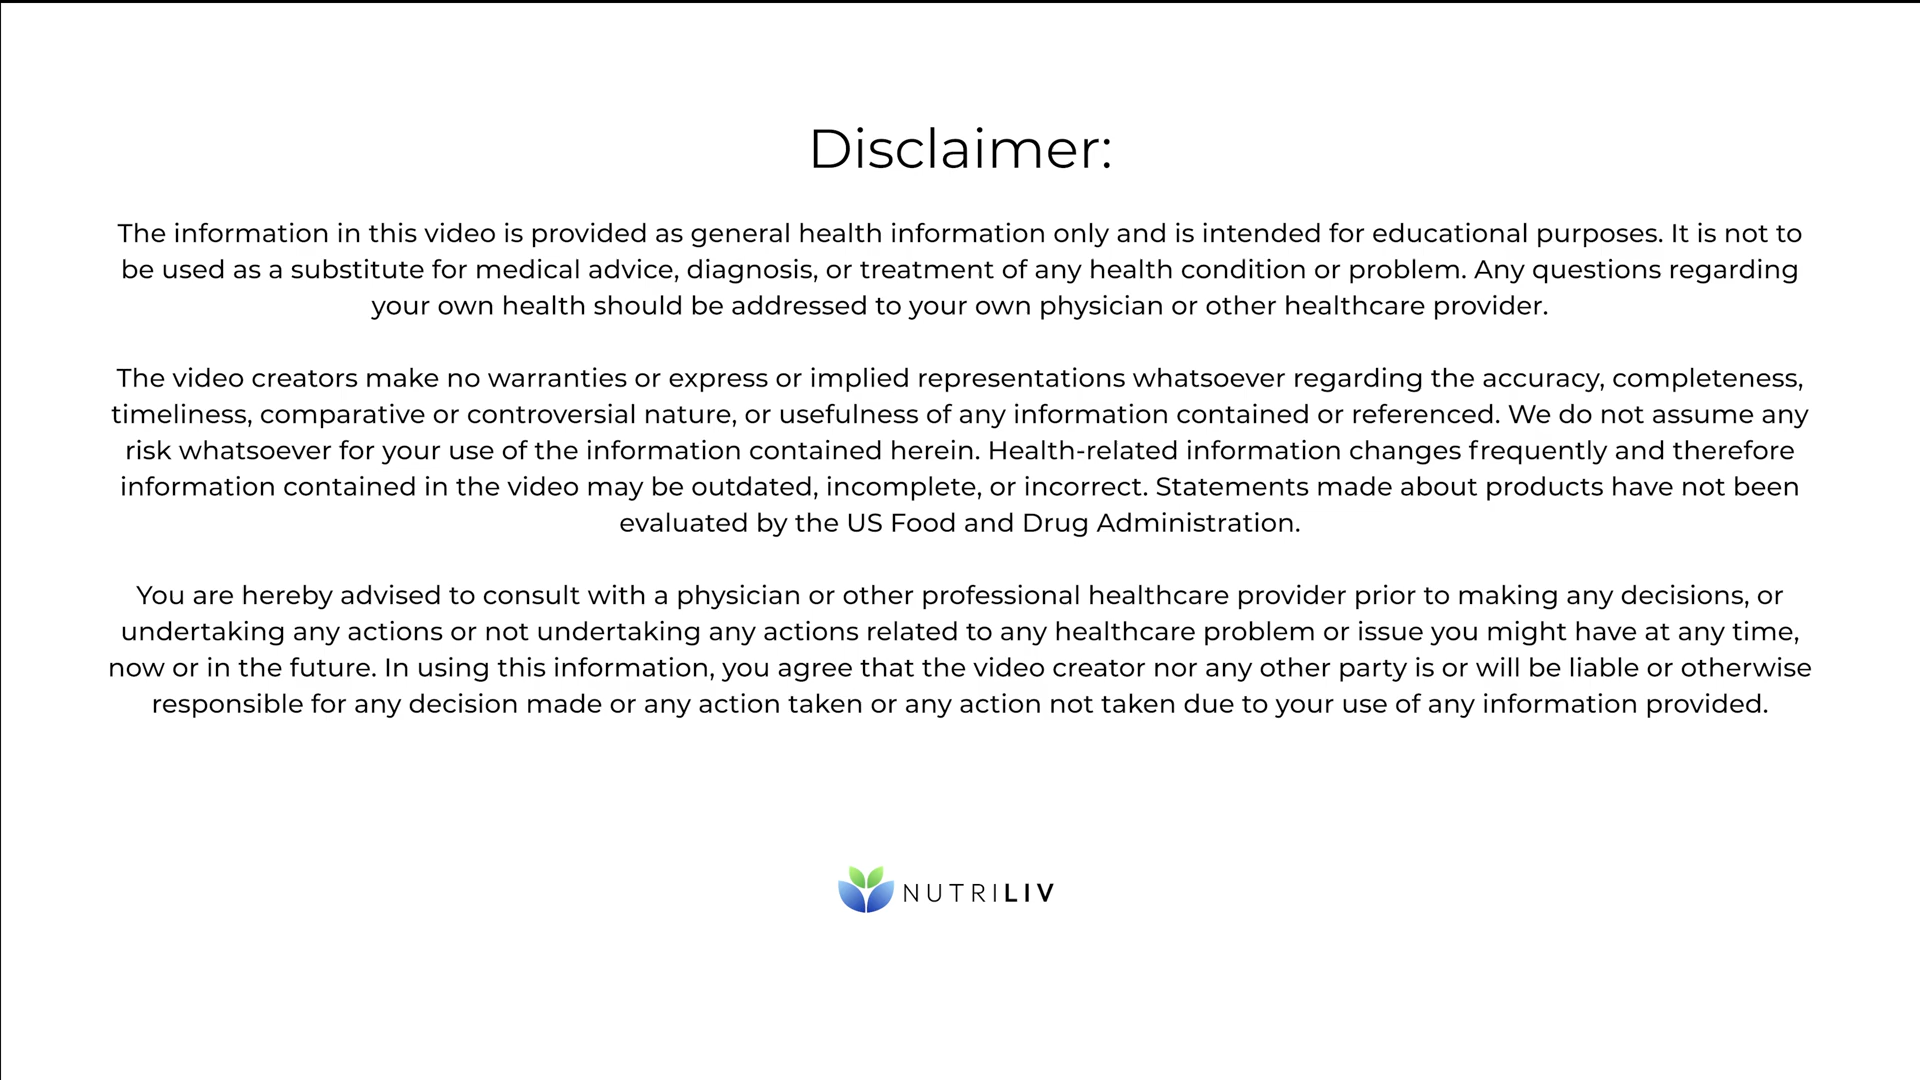 Disclaimer:
The information in this video is provided as general health information only and is intended for educational purposes. It is not to
be used as a substitute for medical advice, diagnosis, or treatment of any health condition or problem. Any questions regarding
your own health should be addressed to your own physician or other healthcare provider.
The video creators make no warranties or express or implied representations whatsoever regarding the accuracy, completeness,
timeliness, comparative or controversial nature, or usefulness of any information contained or referenced. We do not assume any
risk whatsoever for your use of the information contained herein. Health-related information changes frequently and therefore
information contained in the video may be outdated, incomplete, or incorrect. Statements made about products have not been
evaluated by the US Food and Drug Administration.
You are hereby advised to consult with a physician or other professional healthcare provider prior to making any decisions, or
undertaking any actions or not undertaking any actions related to any healthcare problem or issue you might have at any time,
now or in the future. In using this information, you agree that the video creator nor any other party is or will be liable or otherwise
responsible for any decision made or any action taken or any action not taken due to your use of any information provided.
NUTRILIV